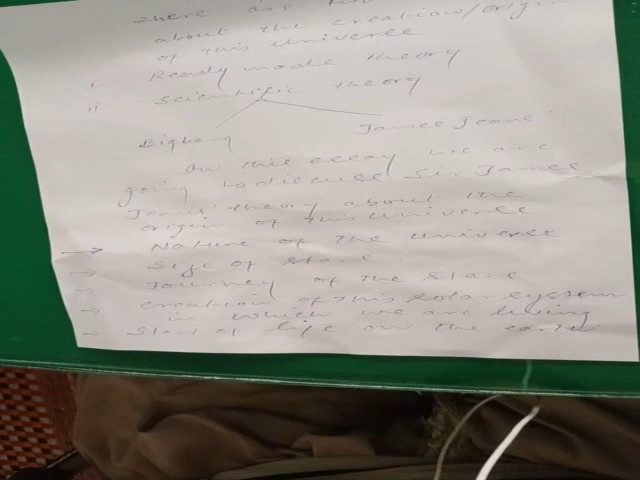 There are
about the creation/origin
of this universe
i. Ready made theory
ii. Scientific theory
Bigbang James Jeans'
In this essay we are
going to discuss Sir James
Jeans' theory about the
origin of this universe
→ Nature of the universe
→ Size of stars
→ Journey of the stars
→ creation of this solar system
in which we are living
→ Start of life on the earth